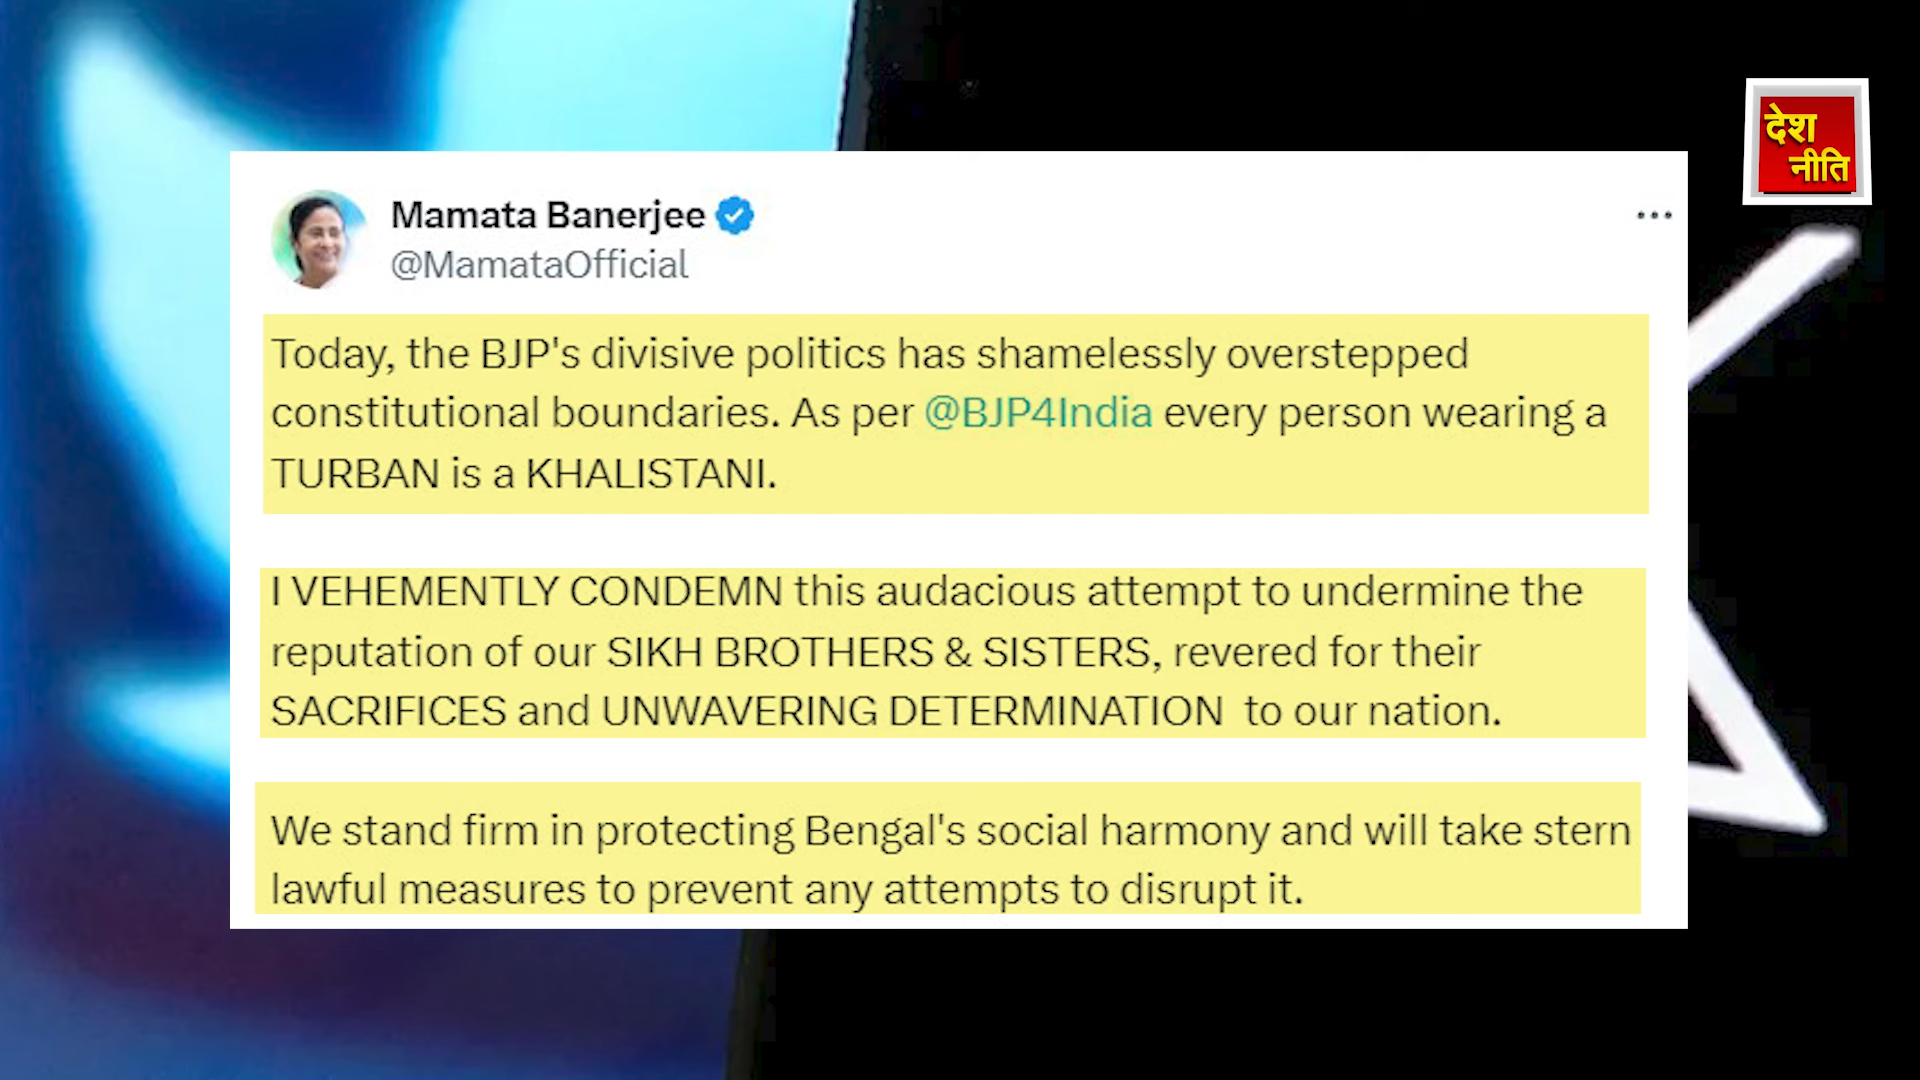 देश
नीति
Mamata Banerjee
@MamataOfficial
Today, the BJP's divisive politics has shamelessly overstepped
constitutional boundaries. As per @BJP4India every person wearing a
TURBAN is a KHALISTANI.
I VEHEMENTLY CONDEMN this audacious attempt to undermine the
reputation of our SIKH BROTHERS & SISTERS, revered for their
SACRIFICES and UNWAVERING DETERMINATION  to our nation.
We stand firm in protecting Bengal's social harmony and will take stern
lawful measures to prevent any attempts to disrupt it.